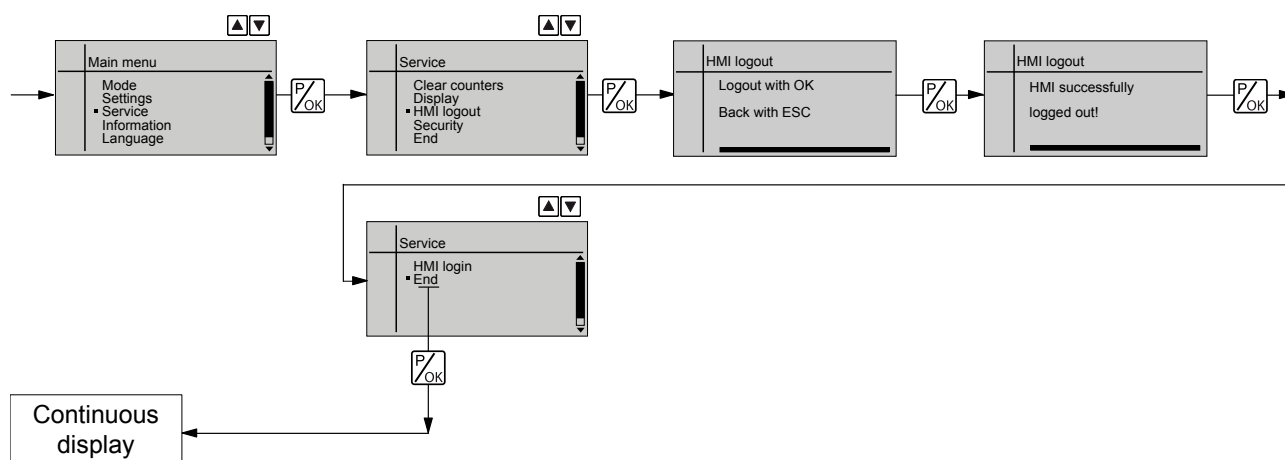 Main menu
Mode
Settings
Service
Information
Language
P/OK
Service
Clear counters
Display
HMI logout
Security
End
P/OK
HMI logout
Logout with OK
Back with ESC
P/OK
HMI logout
HMI successfully
logged out!
P/OK
Service
HMI login
End
P/OK
Continuous
display